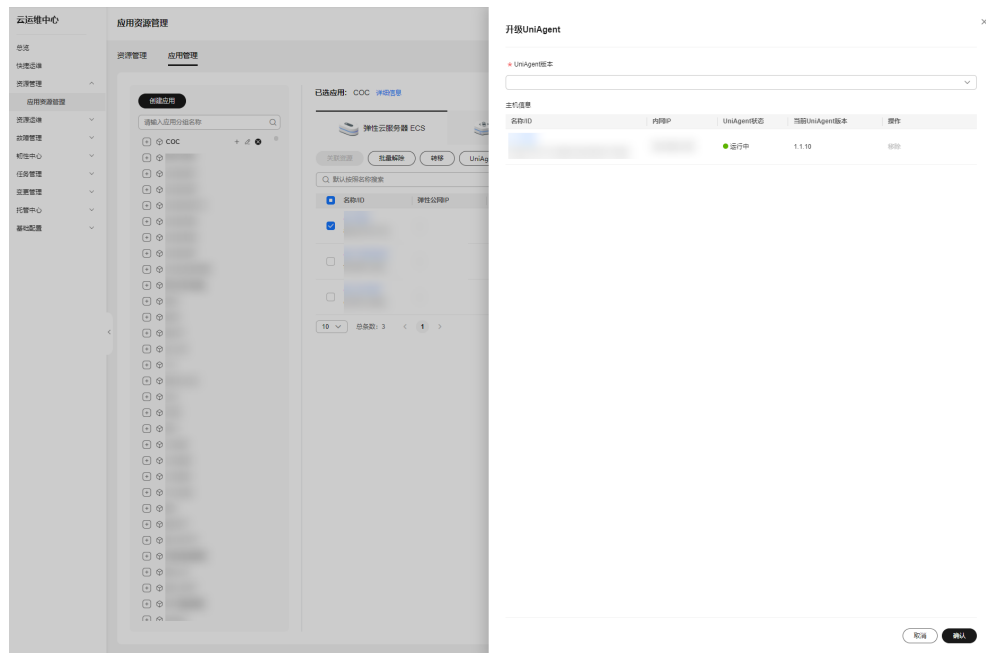 云运维中心
总览
快捷运维
资源管理
应用资源管理
资源运维
故障管理
韧性中心
任务管理
变更管理
托管中心
基础配置
应用资源管理
资源管理 应用管理
创建应用
请输入应用分组名称
COC
已选应用: COC 详细信息
弹性云服务器 ECS
批量解除 转移 UniAg
默认按照名称搜索
名称/ID 弹性公网IP
10 总条数: 3 1
升级UniAgent
* UniAgent版本
主机信息
名称/ID 内网IP UniAgent状态 当前UniAgent版本 操作
运行中 1.1.10 移除
取消 确认